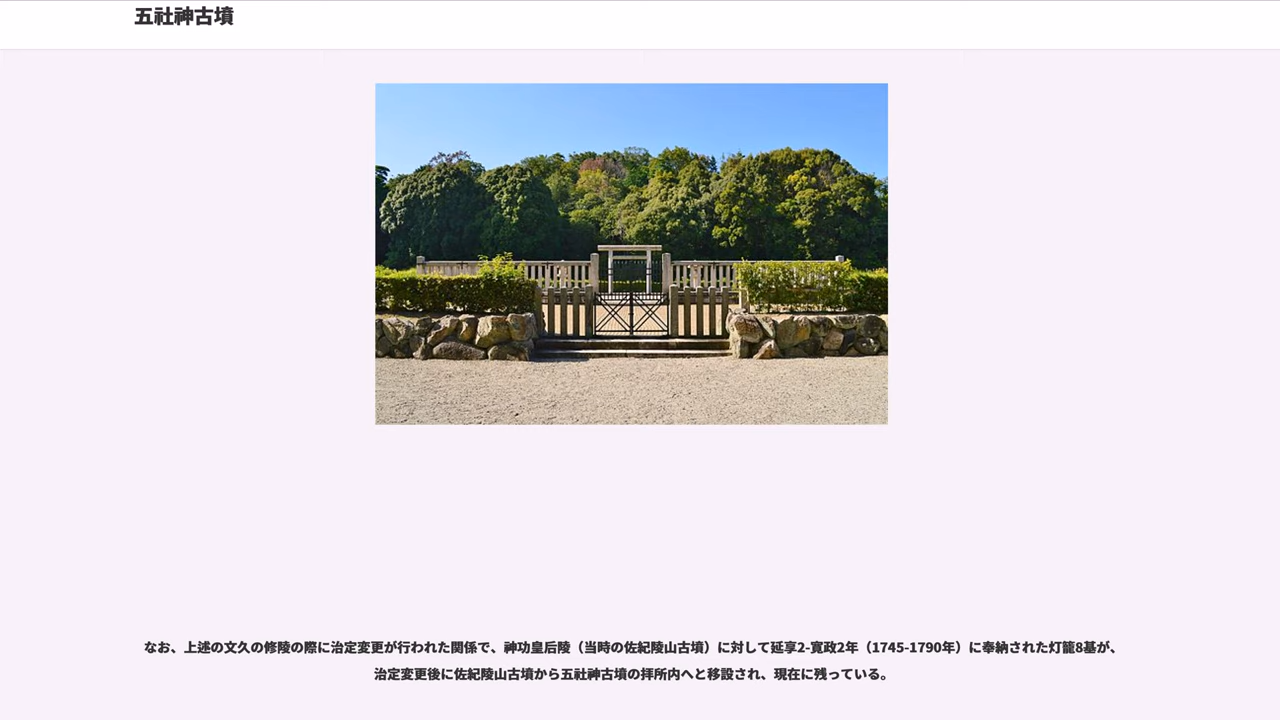 五社神古墳
なお、上述の文久の修陵の際に治定変更が行われた関係で、神功皇后陵（当時の佐紀陵山古墳）に対して延享2-寛政2年（1745-1790年）に奉納された灯籠8基が、
治定変更後に佐紀陵山古墳から五社神古墳の拝所内へと移設され、現在に残っている。